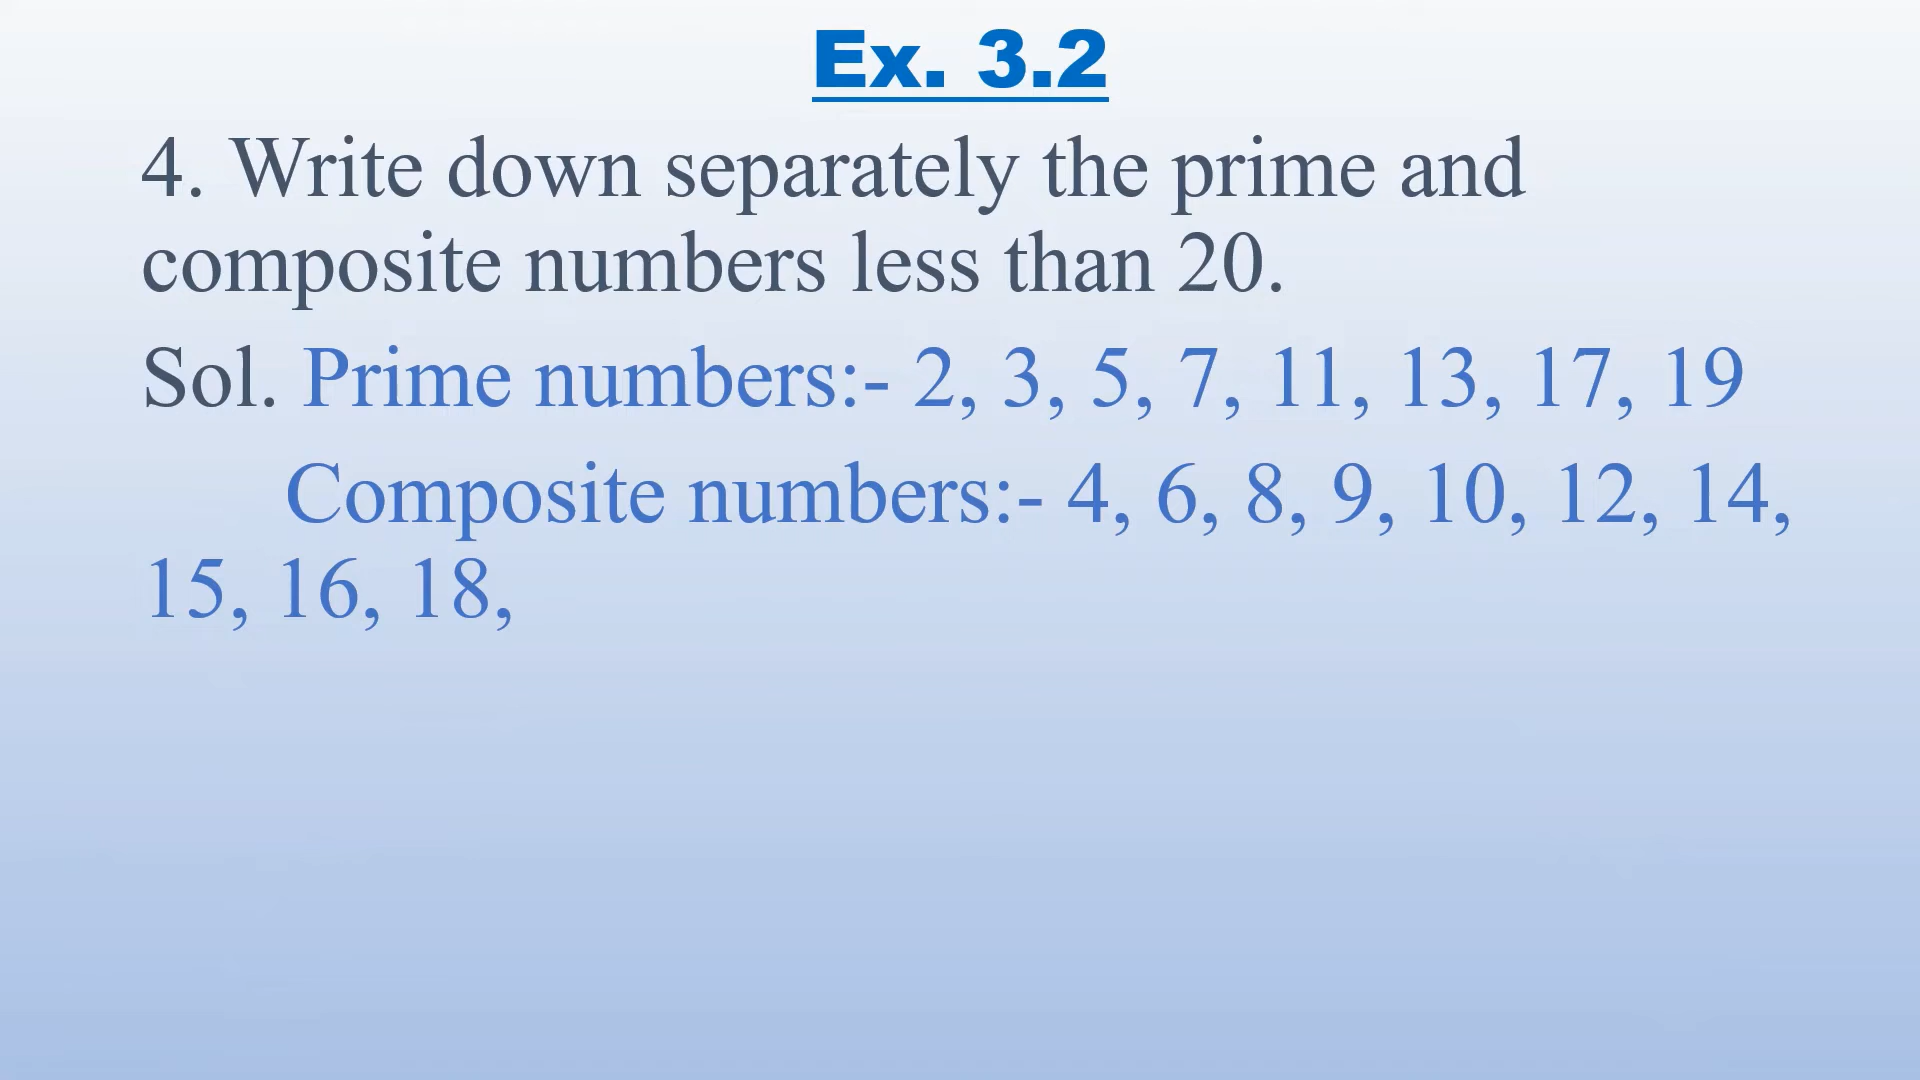 Ex. 3.2
4. Write down separately the prime and
composite numbers less than 20.
Sol. Prime numbers:- 2, 3, 5, 7, 11, 13, 17, 19
Composite numbers:- 4, 6, 8, 9, 10, 12, 14,
15, 16, 18,